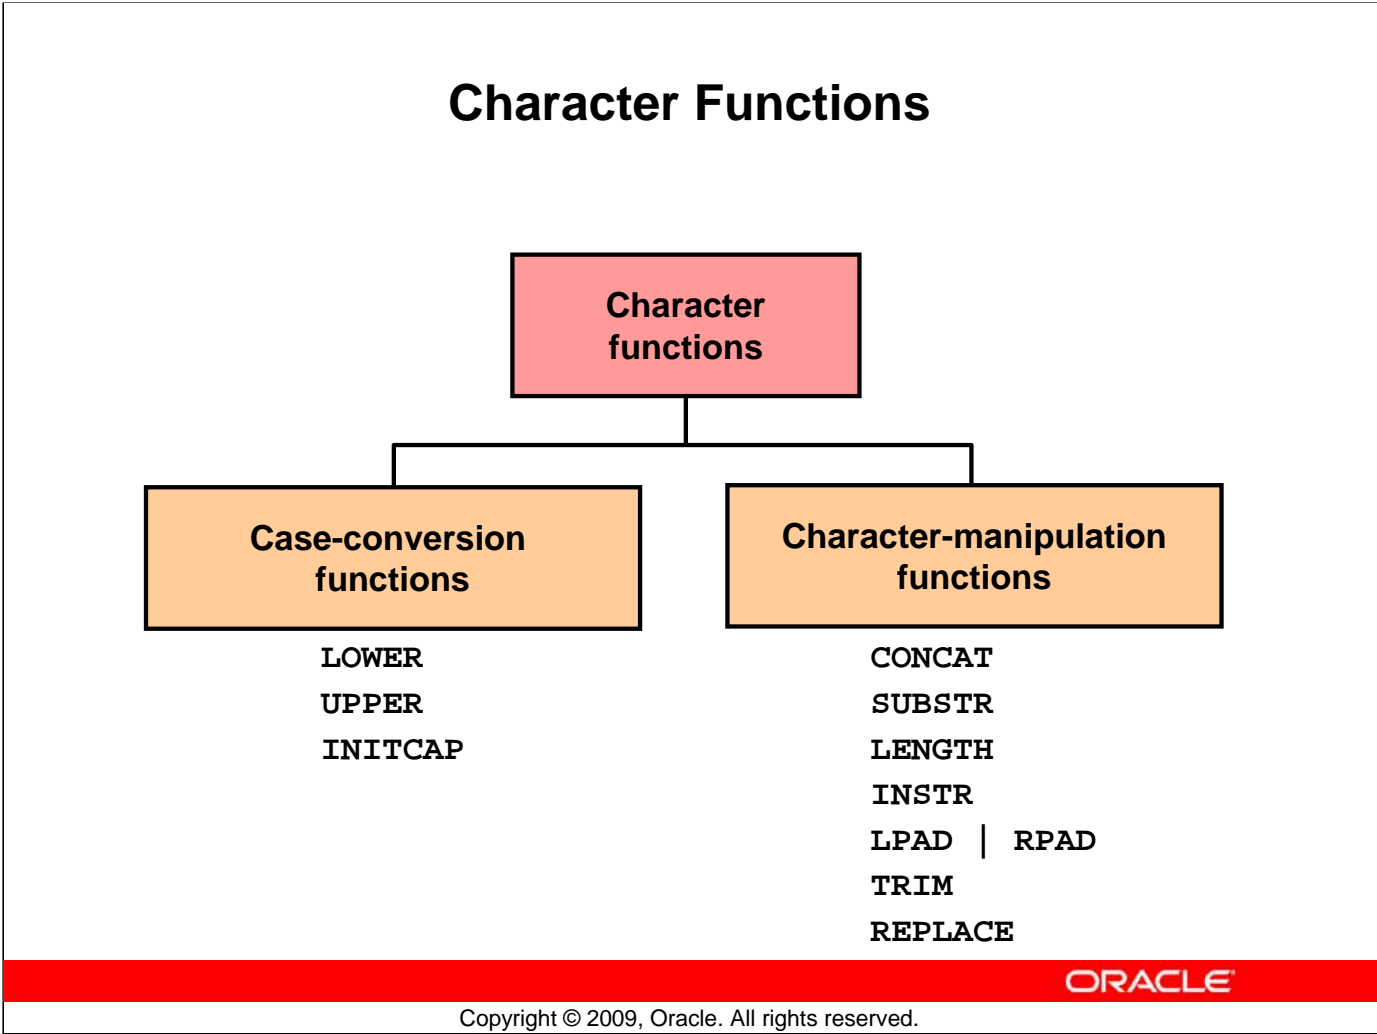 Character Functions
Character
functions
Case-conversion
functions
LOWER
UPPER
INITCAP
Character-manipulation
functions
CONCAT
SUBSTR
LENGTH
INSTR
LPAD | RPAD
TRIM
REPLACE
ORACLE
Copyright © 2009, Oracle. All rights reserved.